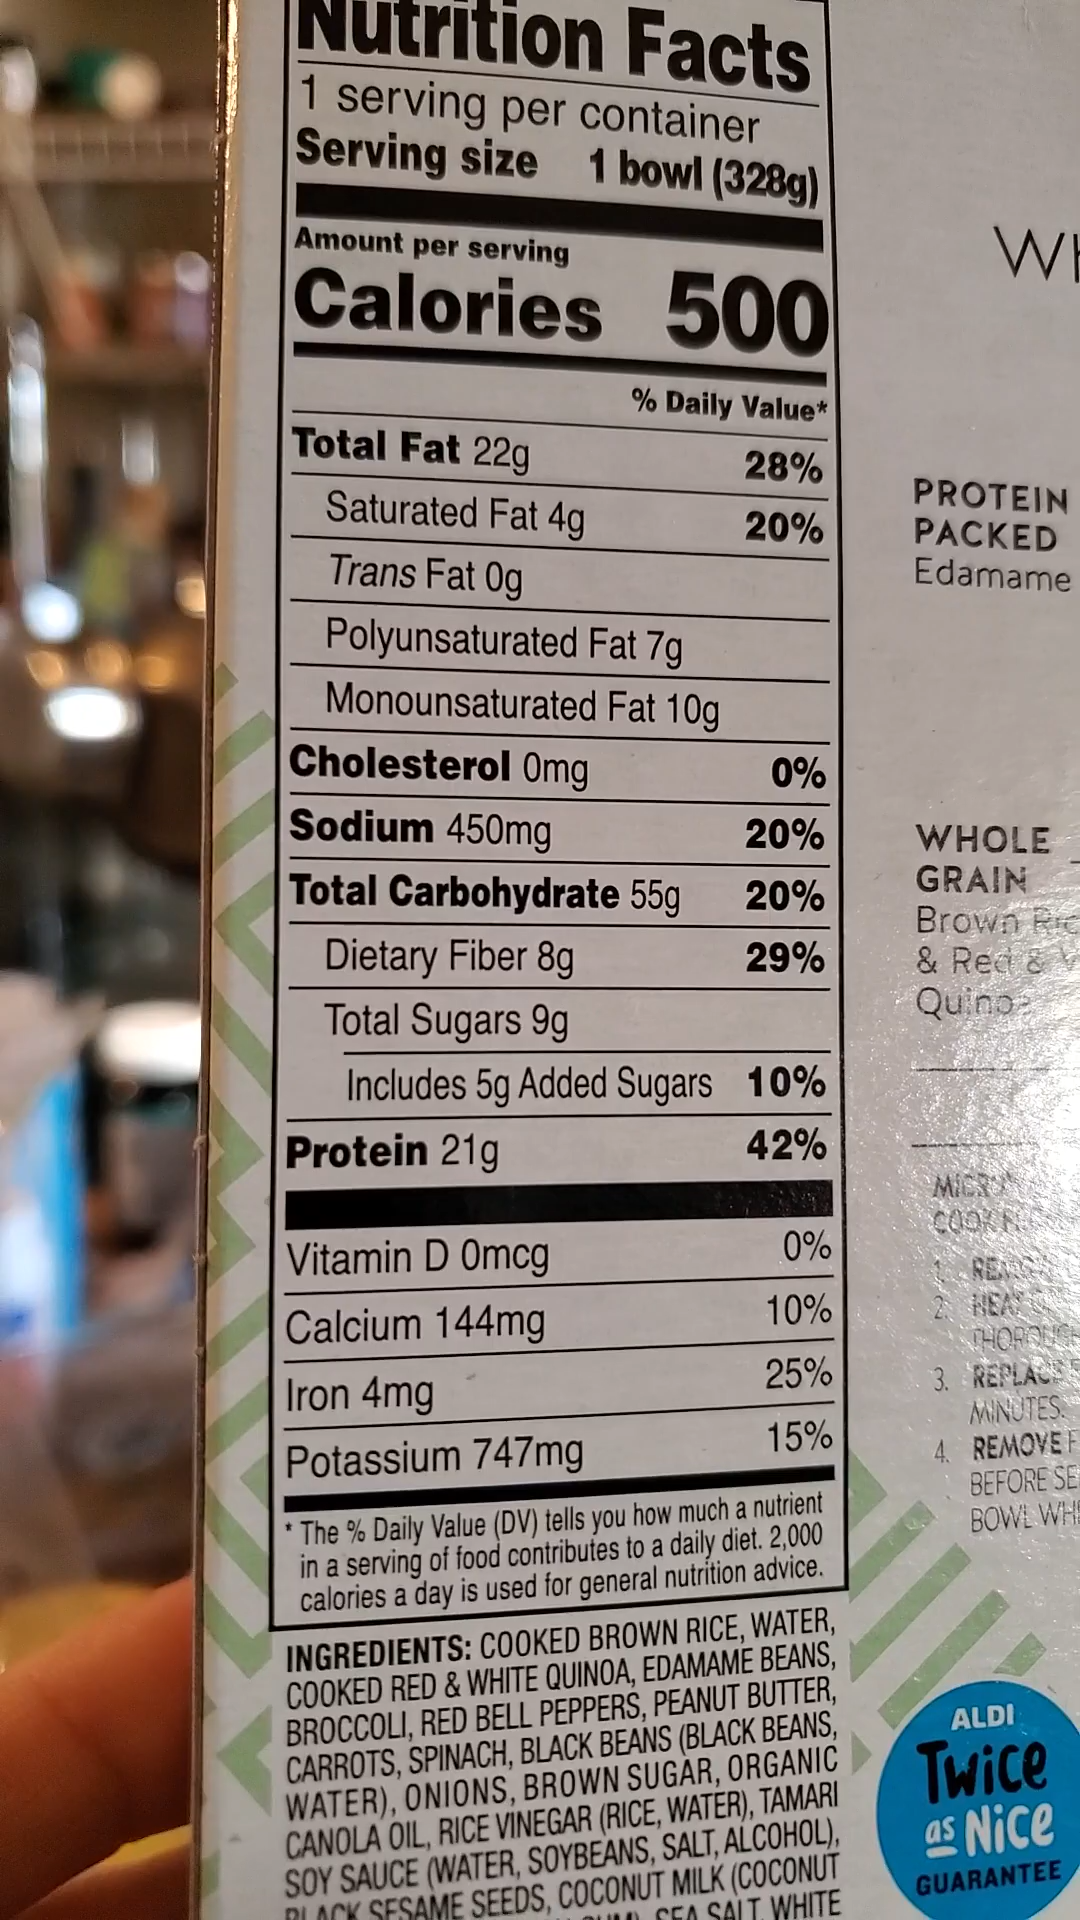 Nutrition Facts
1 serving per container
Serving size 1 bowl (328g)
Amount per serving
Calories 500
% Daily Value*
Total Fat 22g 28%
Saturated Fat 4g 20%
Trans Fat 0g
Polyunsaturated Fat 7g
Monounsaturated Fat 10g
Cholesterol 0mg 0%
Sodium 450mg 20%
Total Carbohydrate 55g 20%
Dietary Fiber 8g 29%
Total Sugars 9g
Includes 5g Added Sugars 10%
Protein 21g 42%
Vitamin D 0mcg 0%
Calcium 144mg 10%
Iron 4mg 25%
Potassium 747mg 15%
* The % Daily Value (DV) tells you how much a nutrient
in a serving of food contributes to a daily diet. 2,000
calories a day is used for general nutrition advice.
INGREDIENTS: COOKED BROWN RICE, WATER,
COOKED RED & WHITE QUINOA, EDAMAME BEANS,
BROCCOLI, RED BELL PEPPERS, PEANUT BUTTER,
CARROTS, SPINACH, BLACK BEANS (BLACK BEANS,
WATER), ONIONS, BROWN SUGAR, ORGANIC
CANOLA OIL, RICE VINEGAR (RICE, WATER), TAMARI
SOY SAUCE (WATER, SOYBEANS, SALT, ALCOHOL),
BLACK SESAME SEEDS, COCONUT MILK (COCONUT
SEA SALT, WHITE
PROTEIN
PACKED
Edamame
WHOLE
GRAIN
Brown
& Red &
Quinoa
1.
2. HEAT
3. REPLACE
MINUTES.
4. REMOVE
BEFORE
BOWL
ALDI
Twice
as Nice
GUARANTEE